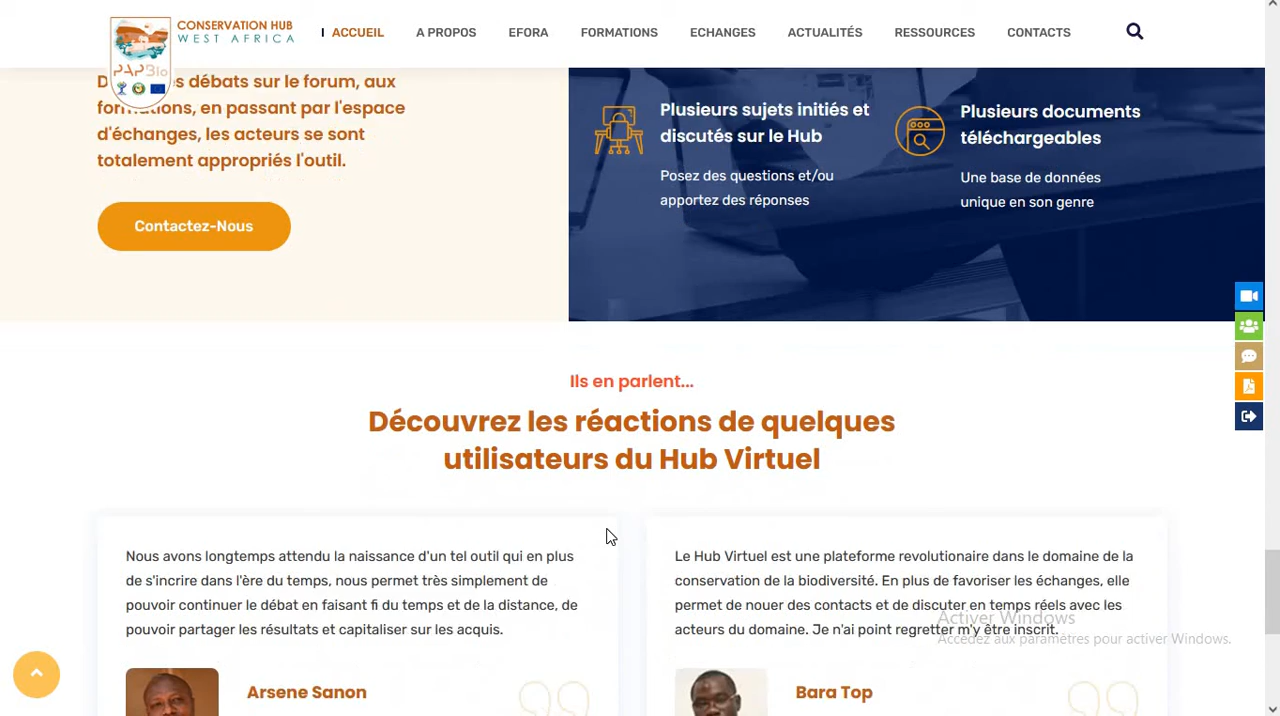 CONSERVATION HUB
WEST AFRICA
PAPBio
ACCUEIL
A PROPOS
EFORA
FORMATIONS
ECHANGES
ACTUALITÉS
RESSOURCES
CONTACTS
débats sur le forum, aux
formations, en passant par l'espace
d'échanges, les acteurs se sont
totalement appropriés l'outil.
Contactez-Nous
Plusieurs sujets initiés et
discutés sur le Hub
Posez des questions et/ou
apportez des réponses
Plusieurs documents
téléchargeables
Une base de données
unique en son genre
Ils en parlent...
Découvrez les réactions de quelques
utilisateurs du Hub Virtuel
Nous avons longtemps attendu la naissance d'un tel outil qui en plus
de s'incrire dans l'ère du temps, nous permet très simplement de
pouvoir continuer le débat en faisant fi du temps et de la distance, de
pouvoir partager les résultats et capitaliser sur les acquis.
Arsene Sanon
Le Hub Virtuel est une plateforme revolutionaire dans le domaine de la
conservation de la biodiversité. En plus de favoriser les échanges, elle
permet de nouer des contacts et de discuter en temps réels avec les
acteurs du domaine. Je n'ai point regretter m'y être inscrit.
Bara Top
Activer Windows
Accédez aux paramètres pour activer Windows.